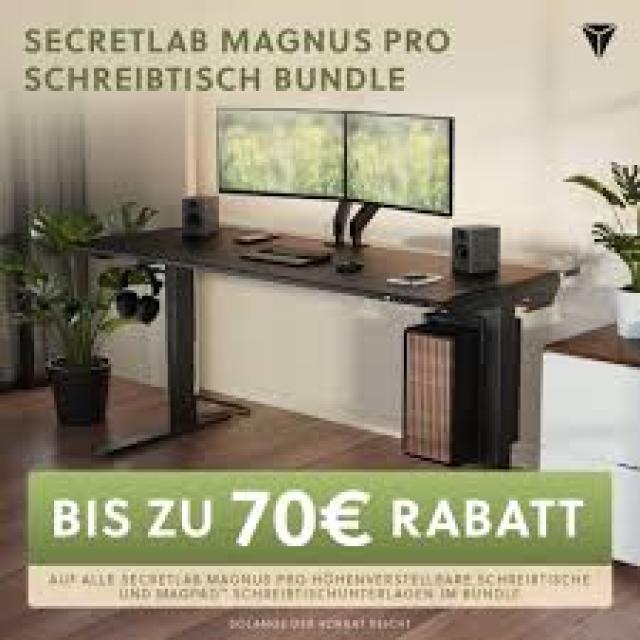 SECRETLAB MAGNUS PRO
SCHREIBTISCH BUNDLE
BIS ZU 70€ RABATT
AUF ALLE SECRETLAB MAGNUS PRO HÖHENVERSTELLBARE SCHREIBTISCHE
UND MAGPAD™ SCHREIBTISCHUNTERLAGEN IM BUNDLE
SOLANGE DER VORRAT REICHT